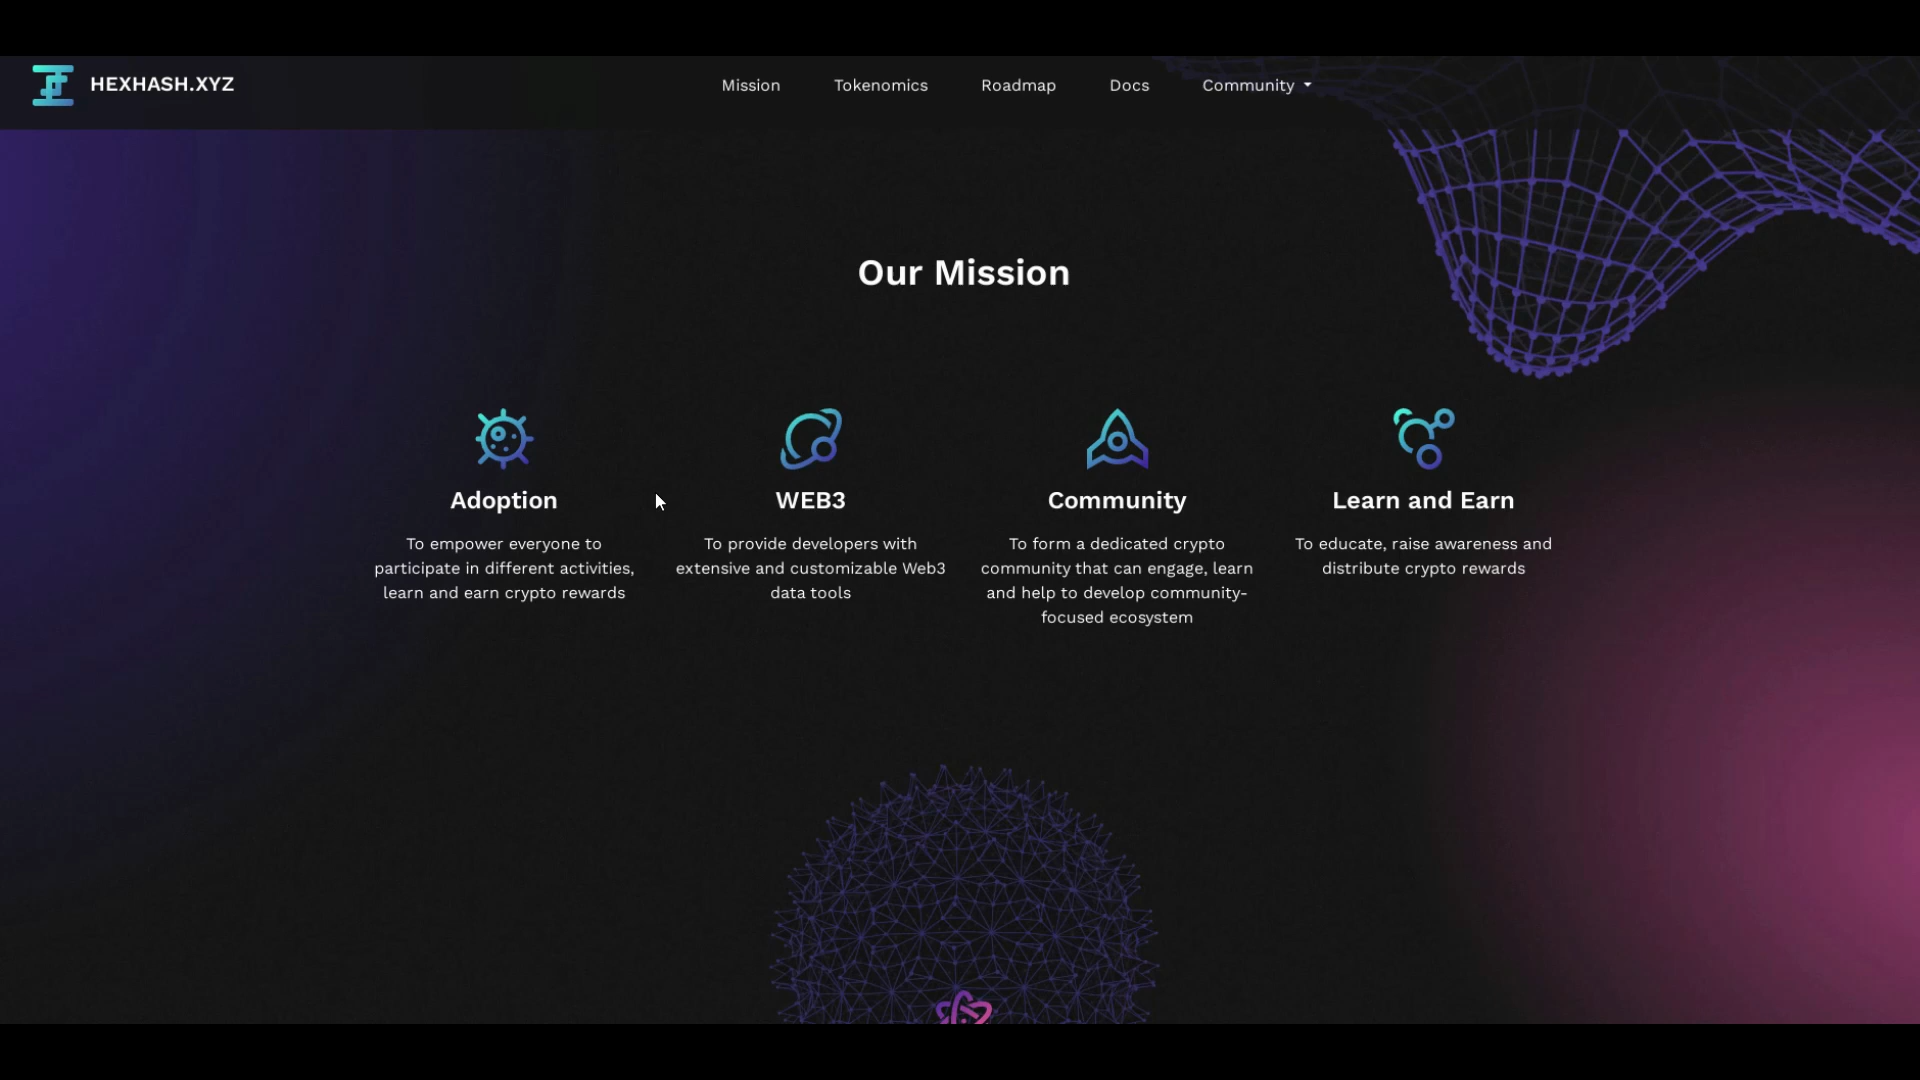 HEXHASH.XYZ
Mission
Tokenomics
Roadmap
Docs
Community
Our Mission
Adoption
To empower everyone to
participate in different activities,
learn and earn crypto rewards
WEB3
To provide developers with
extensive and customizable Web3
data tools
Community
To form a dedicated crypto
community that can engage, learn
and help to develop community-
focused ecosystem
Learn and Earn
To educate, raise awareness and
distribute crypto rewards